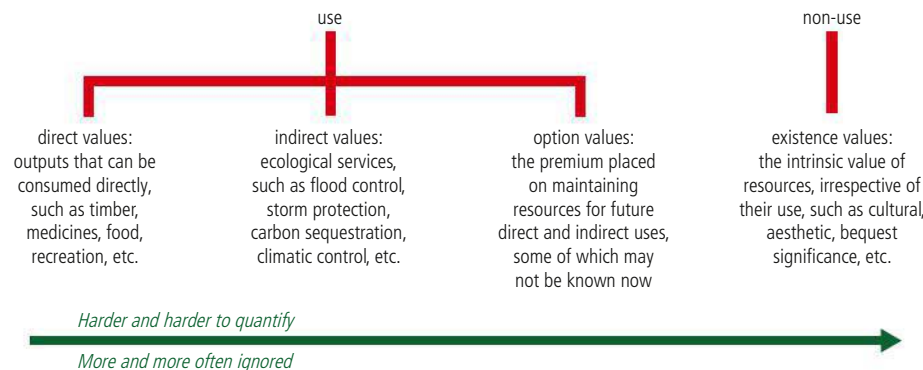 use
non-use
direct values:
outputs that can be
consumed directly,
such as timber,
medicines, food,
recreation, etc.
indirect values:
ecological services,
such as flood control,
storm protection,
carbon sequestration,
climatic control, etc.
option values:
the premium placed
on maintaining
resources for future
direct and indirect uses,
some of which may
not be known now
existence values:
the intrinsic value of
resources, irrespective of
their use, such as cultural,
aesthetic, bequest
significance, etc.
Harder and harder to quantify
More and more often ignored